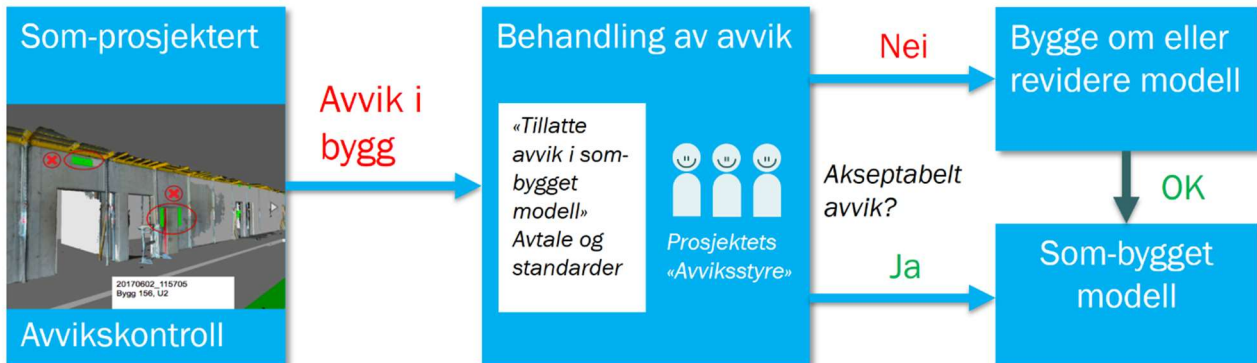 Som-prosjektert
20170602_115705
Bygg 156, U2
Avvikskontroll
Avvik i
bygg
Behandling av avvik
«Tillatte
avvik i som-
bygget
modell»
Avtale og
standarder
Prosjektets
«Avviksstyre»
Nei
Akseptabelt
avvik?
Ja
Bygge om eller
revidere modell
OK
Som-bygget
modell